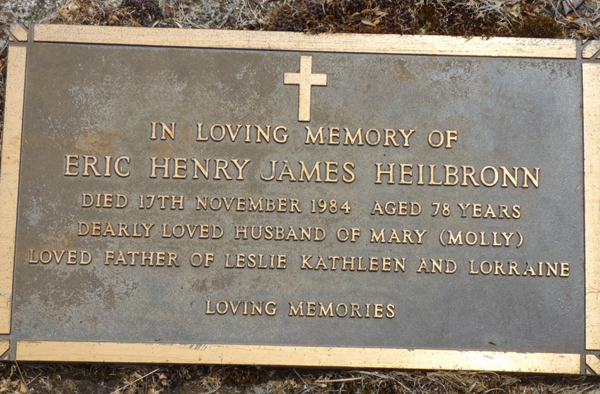 IN LOVING MEMORY OF
ERIC HENRY JAMES HEILBRONN
DIED 17TH NOVEMBER 1984 AGED 78 YEARS
DEARLY LOVED HUSBAND OF MARY (MOLLY)
LOVED FATHER OF LESLIE KATHLEEN AND LORRAINE
LOVING MEMORIES